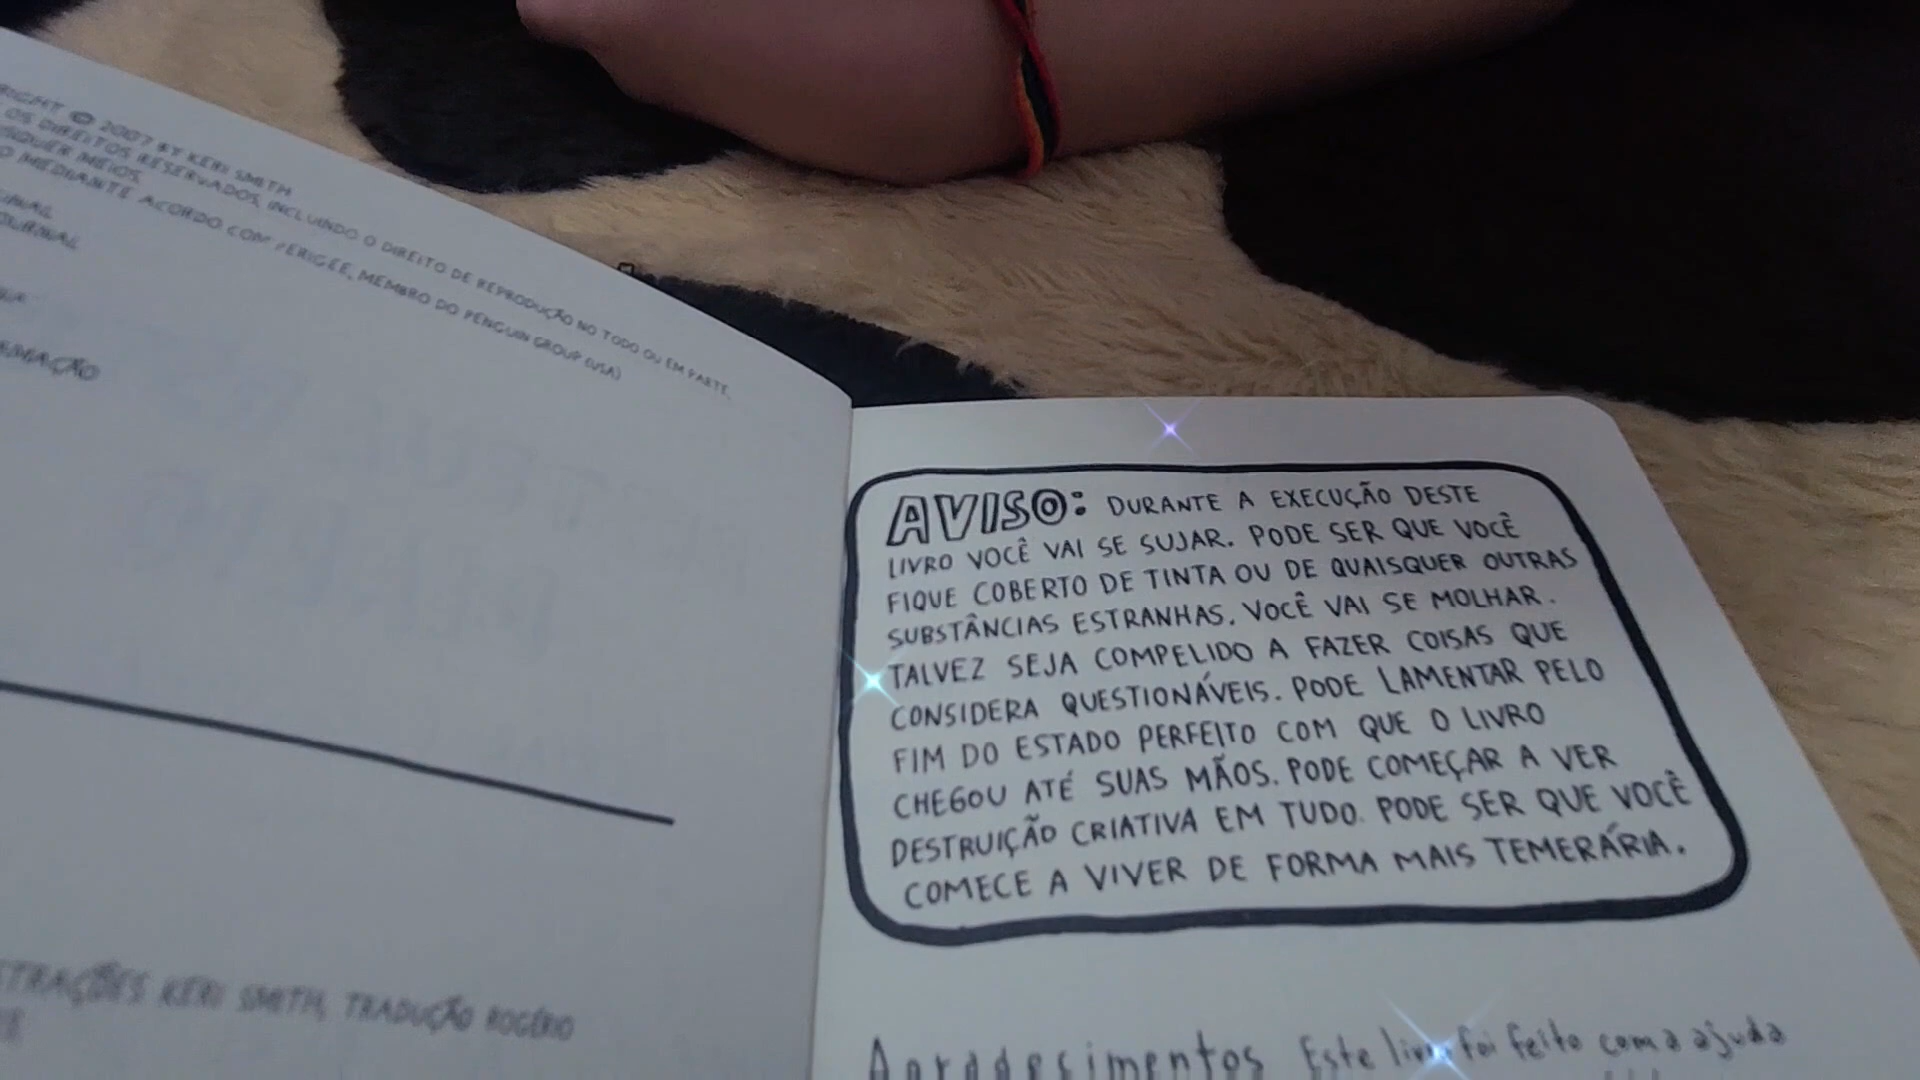 RIGHT © 2007 BY KERI SMITH
OS DIREITOS RESERVADOS, INCLUINDO O DIREITO DE REPRODUÇÃO NO TODO OU EM PARTE,
QUER MEIOS.
MEDIANTE ACORDO COM PERIGEE, MEMBRO DO PENGUIN GROUP (USA)
STRAÇÕES KERI SMITH, TRADUÇÃO ROGÉRIO
AVISO: DURANTE A EXECUÇÃO DESTE
LIVRO VOCÊ VAI SE SUJAR. PODE SER QUE VOCÊ
FIQUE COBERTO DE TINTA OU DE QUAISQUER OUTRAS
SUBSTÂNCIAS ESTRANHAS. VOCÊ VAI SE MOLHAR.
TALVEZ SEJA COMPELIDO A FAZER COISAS QUE
CONSIDERA QUESTIONÁVEIS. PODE LAMENTAR PELO
FIM DO ESTADO PERFEITO COM QUE O LIVRO
CHEGOU ATÉ SUAS MÃOS. PODE COMEÇAR A VER
DESTRUIÇÃO CRIATIVA EM TUDO. PODE SER QUE VOCÊ
COMECE A VIVER DE FORMA MAIS TEMERÁRIA.
Agradecimentos Este livro foi feito com a ajuda